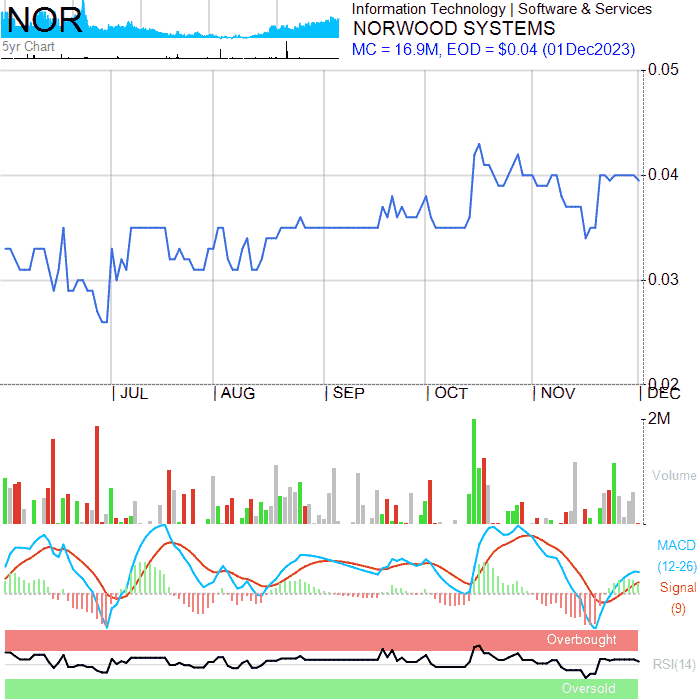 NOR
5yr Chart
Information Technology | Software & Services
NORWOOD SYSTEMS
MC = 16.9M, EOD = $0.04 (01Dec2023)
0.05
0.04
0.03
0.02
| JUL | AUG | SEP | OCT | NOV | DEC
2M
Volume
MACD
(12-26)
Signal
(9)
Overbought
RSI(14)
Oversold